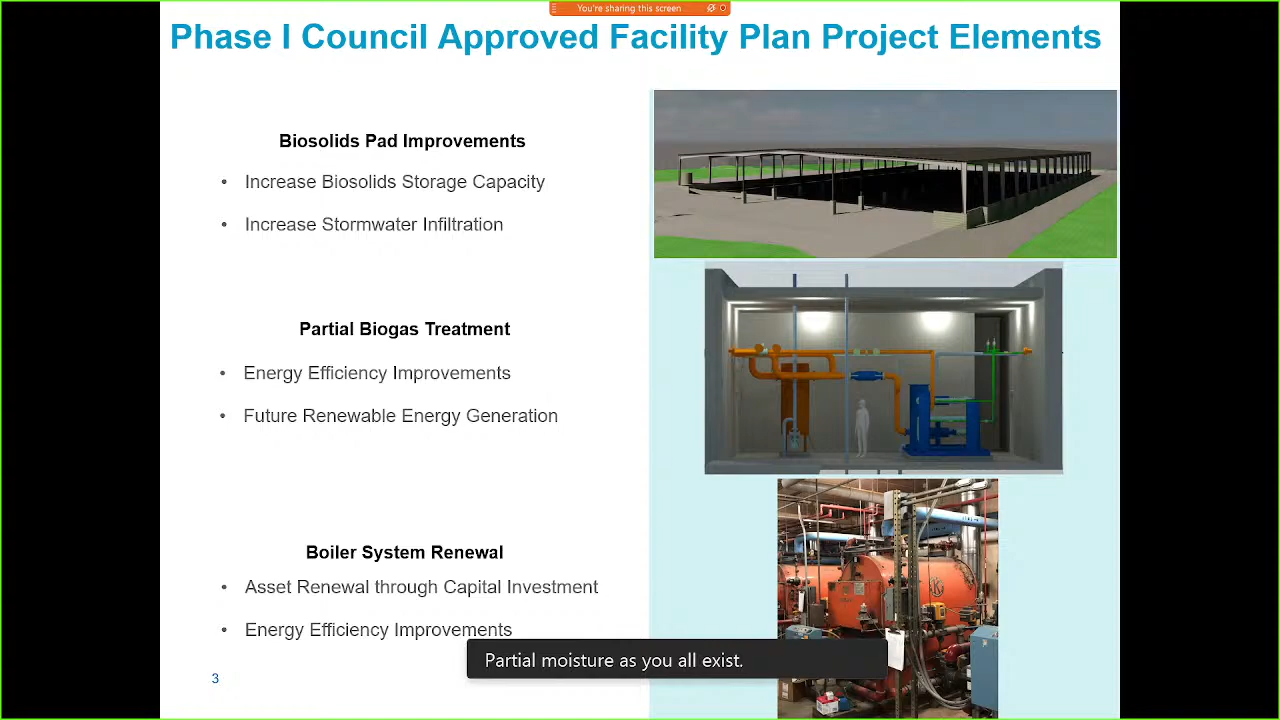 You're sharing this screen
Phase I Council Approved Facility Plan Project Elements
Biosolids Pad Improvements
• Increase Biosolids Storage Capacity
• Increase Stormwater Infiltration
Partial Biogas Treatment
• Energy Efficiency Improvements
• Future Renewable Energy Generation
Boiler System Renewal
• Asset Renewal through Capital Investment
• Energy Efficiency Improvements
Partial moisture as you all exist.
3